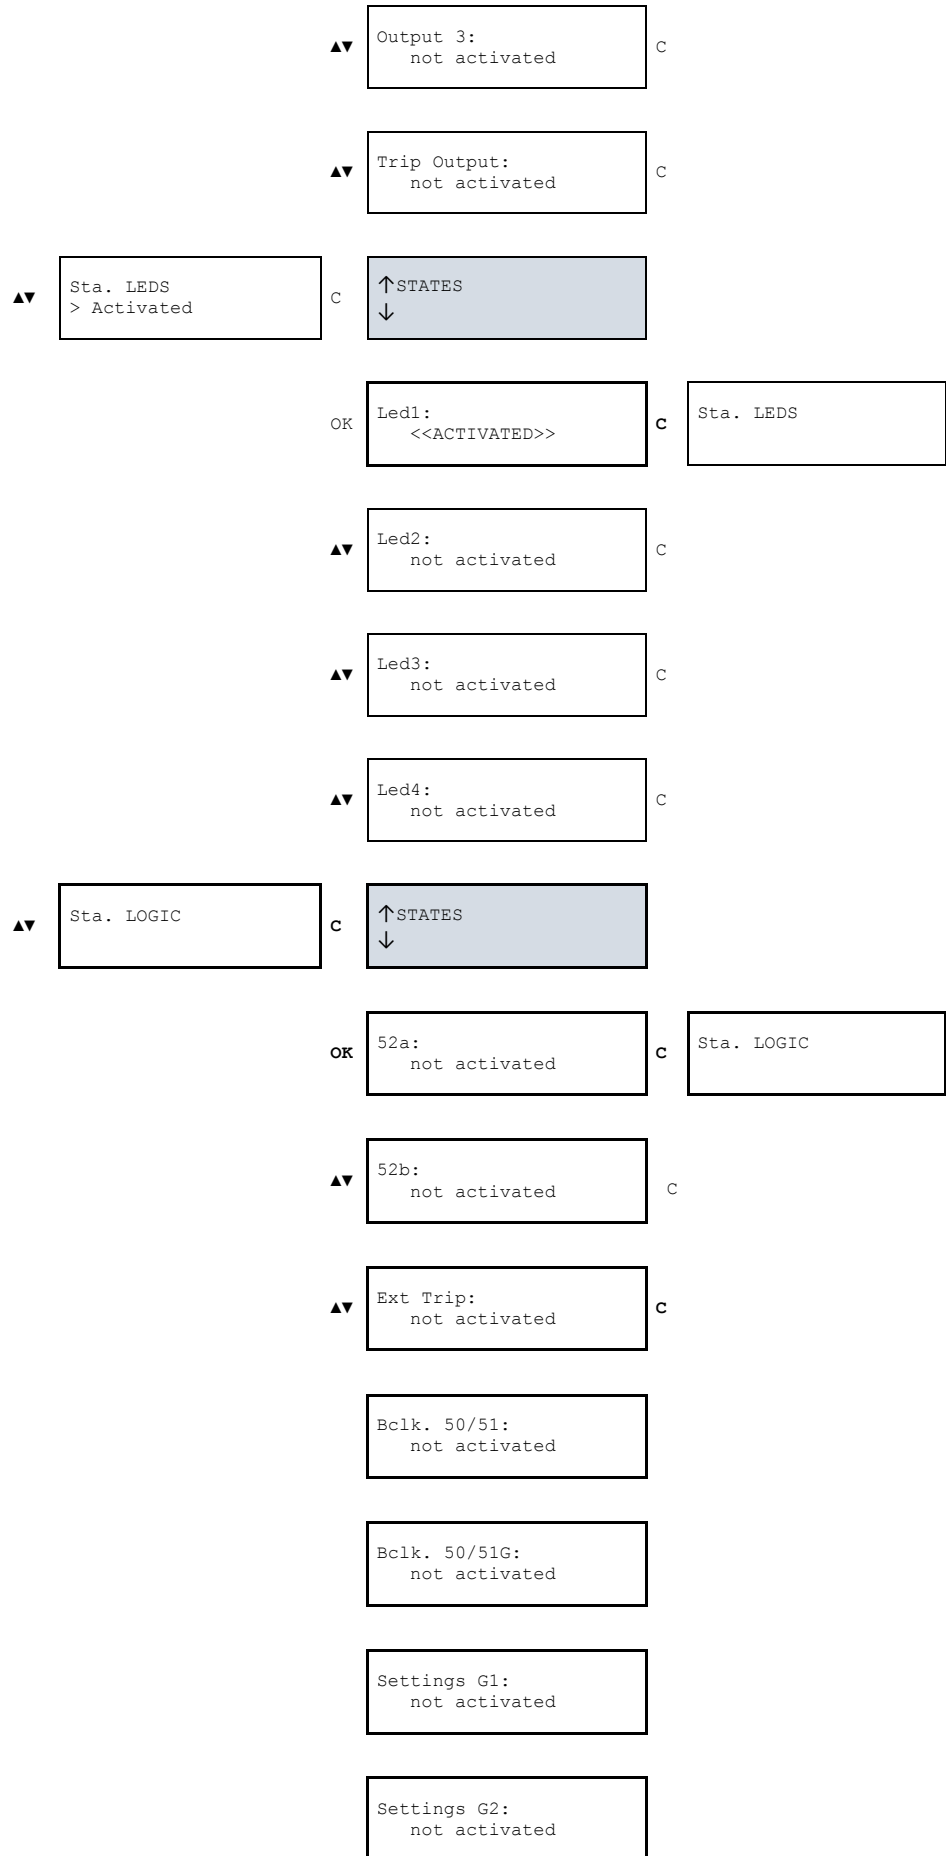 Output 3:
▲▼ not activated C
Trip Output:
▲▼ not activated C
▲▼ Sta. LEDS C ↑STATES
> Activated ↓
OK Led1: C Sta. LEDS
<<ACTIVATED>>
Led2:
▲▼ not activated C
Led3:
▲▼ not activated C
Led4:
▲▼ not activated C
▲▼ Sta. LOGIC C ↑STATES
↓
OK 52a: C Sta. LOGIC
not activated
52b:
▲▼ not activated C
Ext Trip:
▲▼ not activated C
Bclk. 50/51:
not activated
Bclk. 50/51G:
not activated
Settings G1:
not activated
Settings G2:
not activated